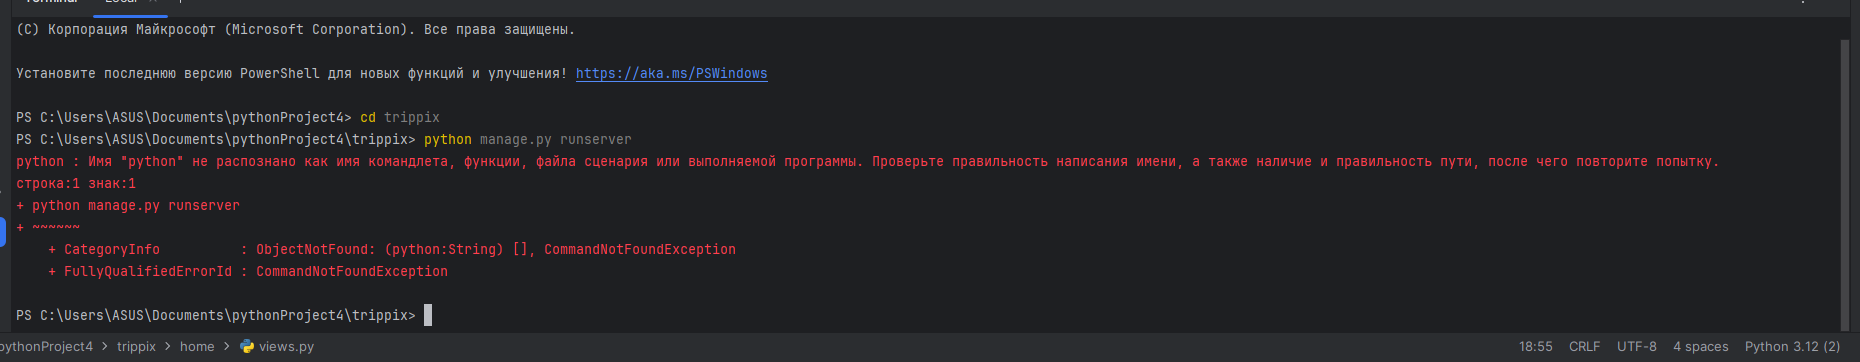 (C) Корпорация Майкрософт (Microsoft Corporation). Все права защищены.
Установите последнюю версию PowerShell для новых функций и улучшения! https://aka.ms/PSWindows
PS C:\Users\ASUS\Documents\pythonProject4> cd trippix
PS C:\Users\ASUS\Documents\pythonProject4\trippix> python manage.py runserver
python : Имя "python" не распознано как имя командлета, функции, файла сценария или выполняемой программы. Проверьте правильность написания имени, а также наличие и правильность пути, после чего повторите попытку.
строка:1 знак:1
+ python manage.py runserver
+ ~~~~~~
    + CategoryInfo          : ObjectNotFound: (python:String) [], CommandNotFoundException
    + FullyQualifiedErrorId : CommandNotFoundException
PS C:\Users\ASUS\Documents\pythonProject4\trippix>
pythonProject4 > trippix > home > views.py 18:55 CRLF UTF-8 4 spaces Python 3.12 (2)